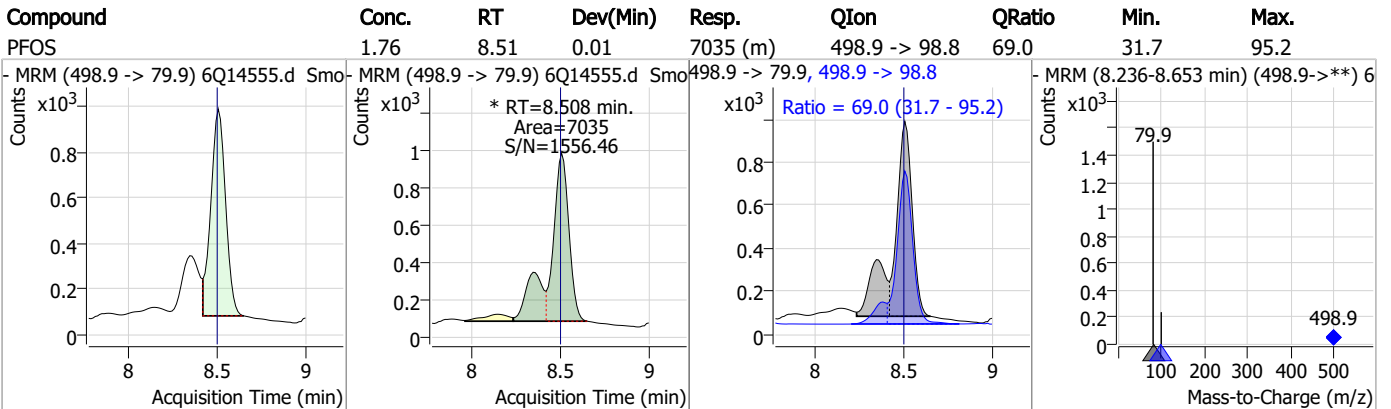 Compound Conc. RT Dev(Min) Resp. QIon QRatio Min. Max.
PFOS 1.76 8.51 0.01 7035 (m) 498.9 -> 98.8 69.0 31.7 95.2
- MRM (498.9 -> 79.9) 6Q14555.d Smo
Counts
x10³
0.8
0.6
0.4
0.2
0
8 8.5 9
Acquisition Time (min)
- MRM (498.9 -> 79.9) 6Q14555.d Smo
Counts
x10³
* RT=8.508 min.
Area=7035
S/N=1556.46
1
0.8
0.6
0.4
0.2
0
8 8.5 9
Acquisition Time (min)
498.9 -> 79.9, 498.9 -> 98.8
Counts
x10³
Ratio = 69.0 (31.7 - 95.2)
0.8
0.6
0.4
0.2
0
8 8.5 9
Acquisition Time (min)
- MRM (8.236-8.653 min) (498.9->**) 6
Counts
x10³
79.9
1.4
1.2
1
0.8
0.6
0.4
0.2
0
498.9
100 200 300 400 500
Mass-to-Charge (m/z)